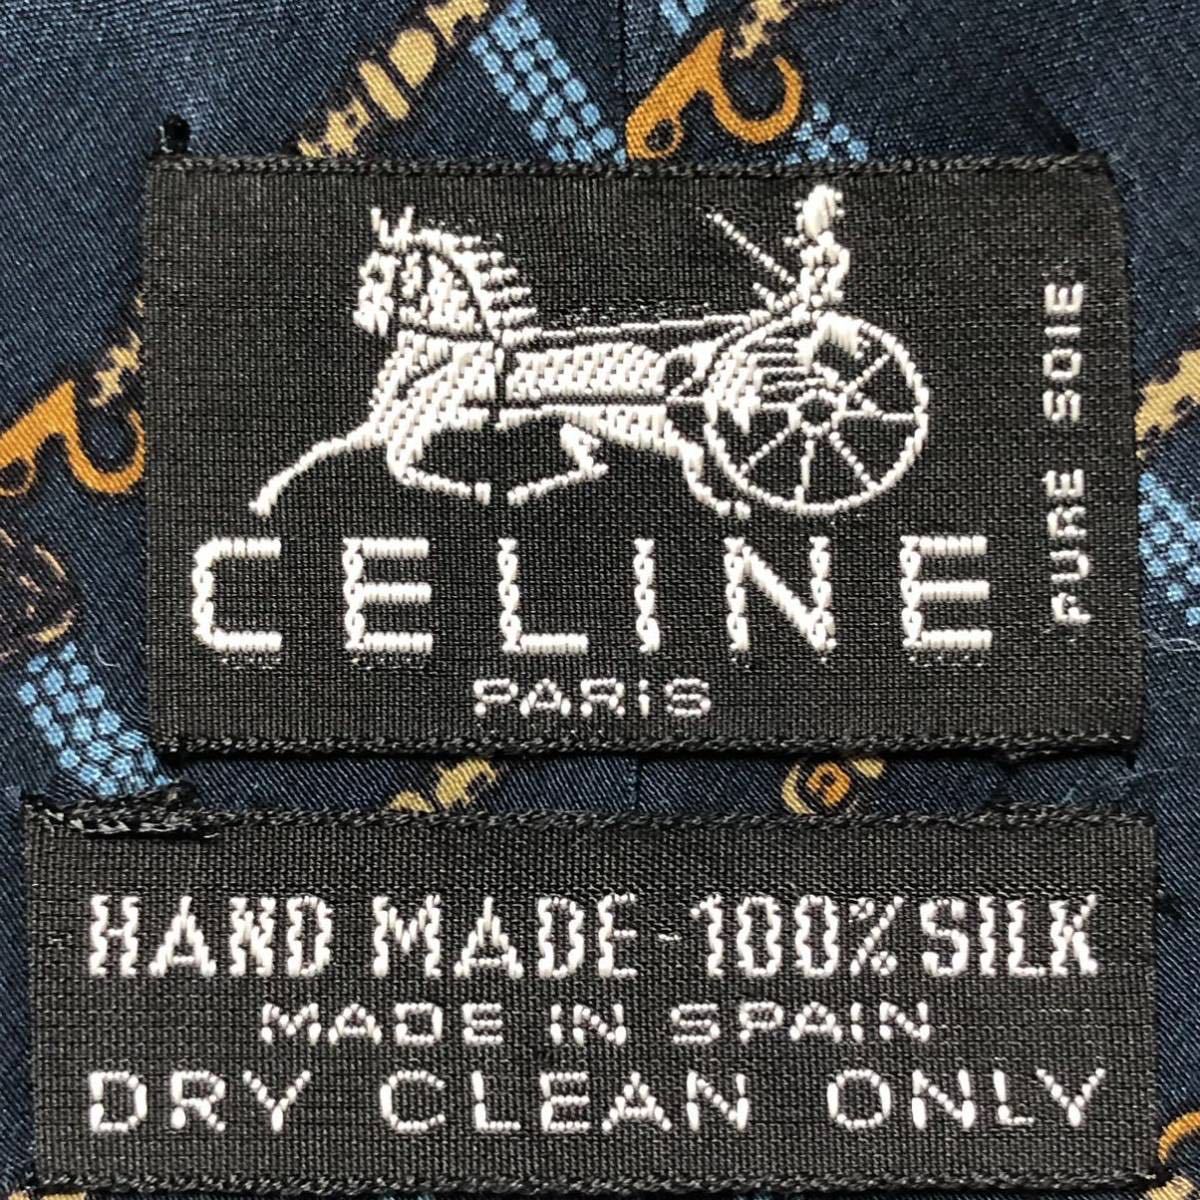 CELINE
PARiS
PURE SOIE
HAND MADE - 100% SILK
MADE IN SPAIN
DRY CLEAN ONLY